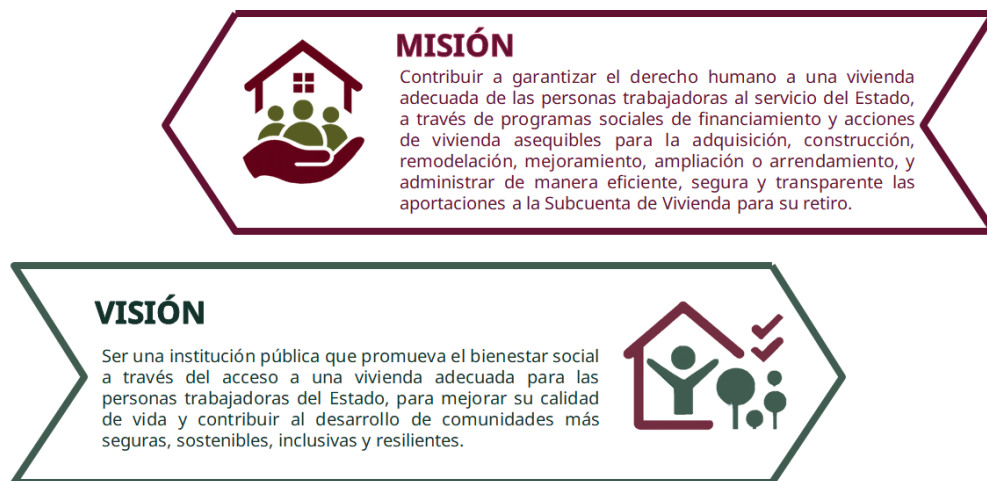 MISIÓN
Contribuir a garantizar el derecho humano a una vivienda
adecuada de las personas trabajadoras al servicio del Estado,
a través de programas sociales de financiamiento y acciones
de vivienda asequibles para la adquisición, construcción,
remodelación, mejoramiento, ampliación o arrendamiento, y
administrar de manera eficiente, segura y transparente las
aportaciones a la Subcuenta de Vivienda para su retiro.
VISIÓN
Ser una institución pública que promueva el bienestar social
a través del acceso a una vivienda adecuada para las
personas trabajadoras del Estado, para mejorar su calidad
de vida y contribuir al desarrollo de comunidades más
seguras, sostenibles, inclusivas y resilientes.